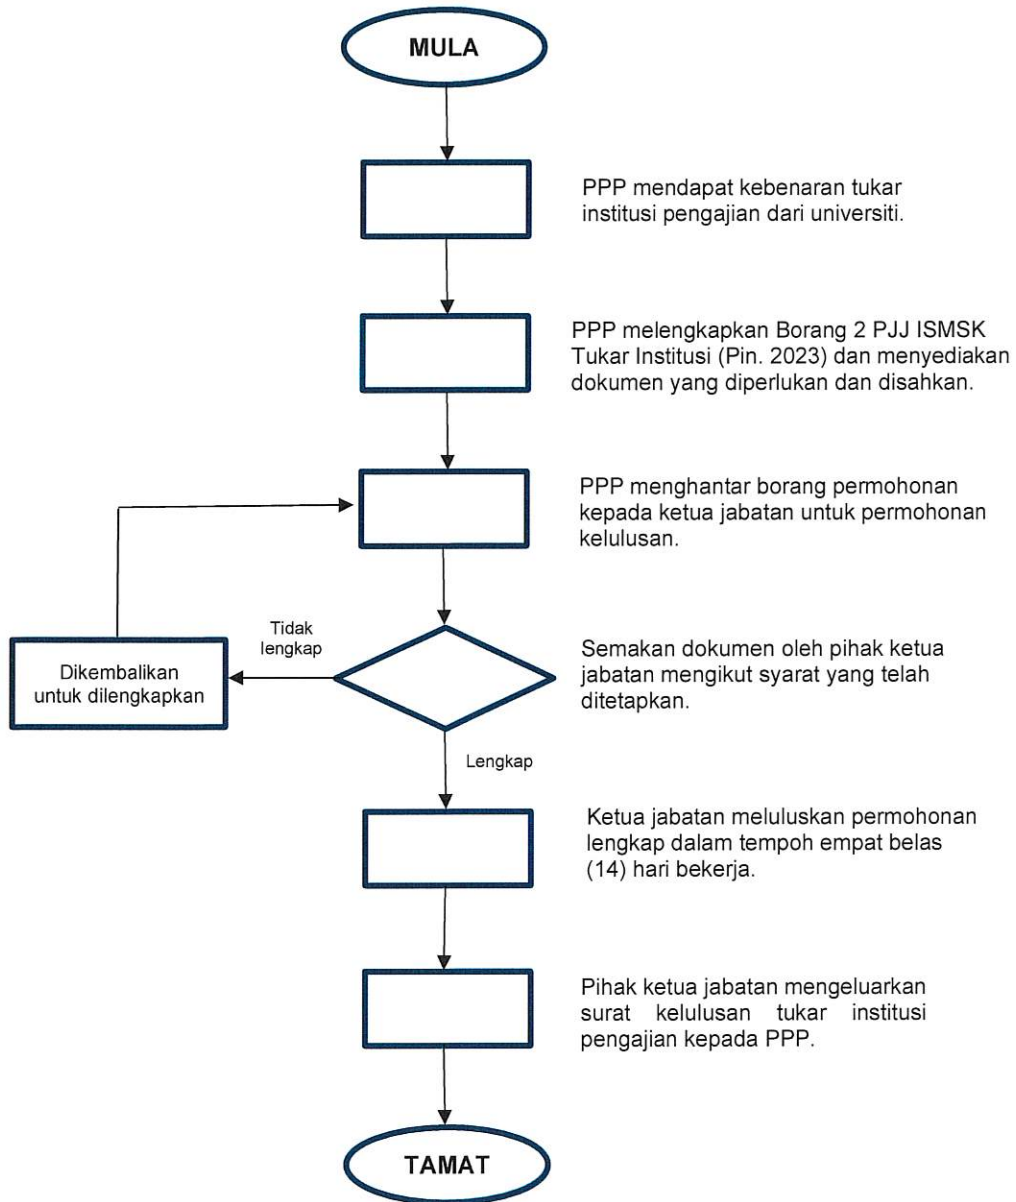 MULA
PPP mendapat kebenaran tukar
institusi pengajian dari universiti.
PPP melengkapkan Borang 2 PJJ ISMSK
Tukar Institusi (Pin. 2023) dan menyediakan
dokumen yang diperlukan dan disahkan.
PPP menghantar borang permohonan
kepada ketua jabatan untuk permohonan
kelulusan.
Tidak
lengkap
Dikembalikan
untuk dilengkapkan
Semakan dokumen oleh pihak ketua
jabatan mengikut syarat yang telah
ditetapkan.
Lengkap
Ketua jabatan meluluskan permohonan
lengkap dalam tempoh empat belas
(14) hari bekerja.
Pihak ketua jabatan mengeluarkan
surat kelulusan tukar institusi
pengajian kepada PPP.
TAMAT